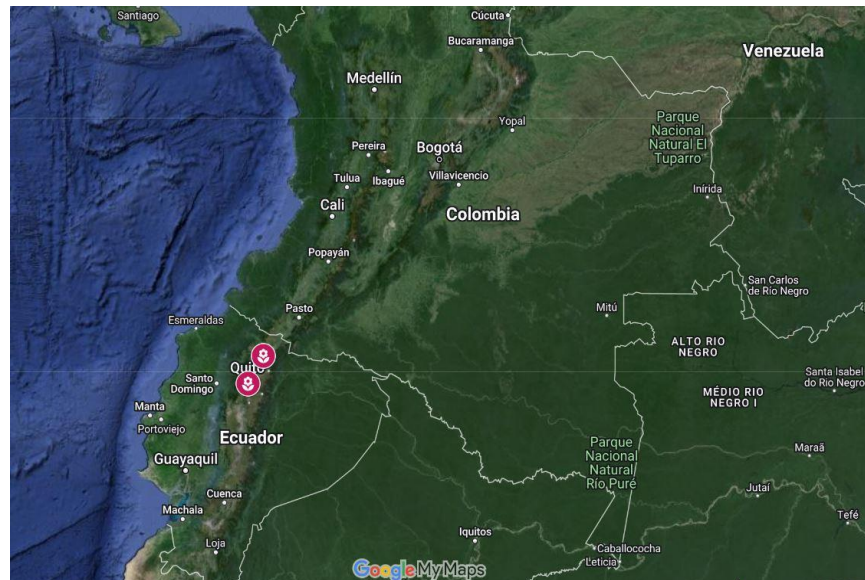 Santiago
Cúcuta
Bucaramanga
Venezuela
Medellín
Yopal
Parque
Nacional
Natural El
Tuparro
Pereira
Bogotá
Tulua
Ibagué
Villavicencio
Inírida
Cali
Colombia
Popayán
San Carlos
de Río Negro
Mitú
Pasto
Esmeraldas
ALTO RIO
NEGRO
Quito
Santo
Domingo
Santa Isabel
do Rio Negro
MÉDIO RIO
NEGRO I
Manta
Portoviejo
Ecuador
Parque
Nacional
Natural
Río Puré
Maraã
Guayaquil
Jutaí
Cuenca
Machala
Tefé
Iquitos
Loja
Caballococha
Leticia
Google My Maps